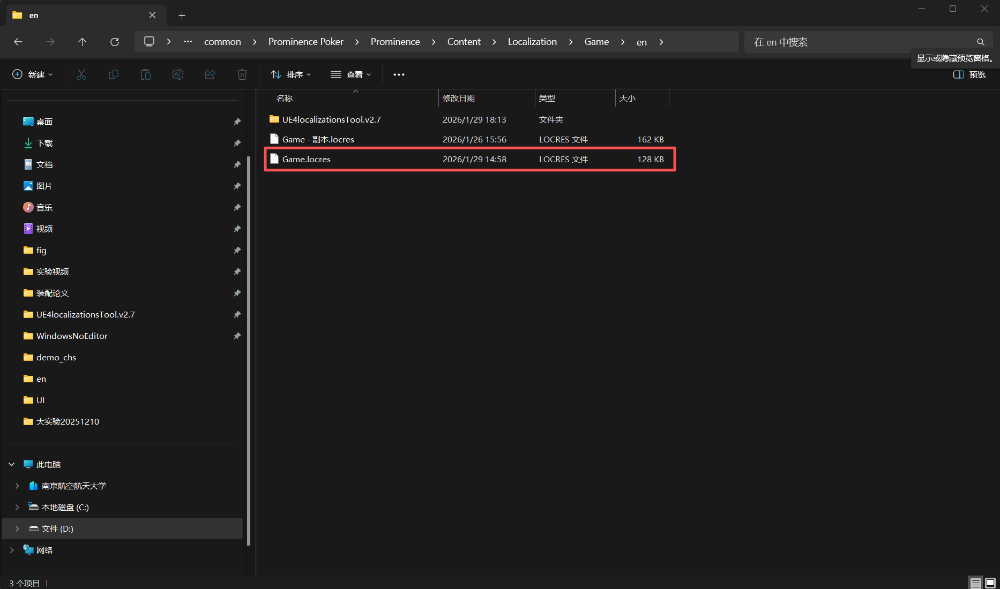 en
common > Prominence Poker > Prominence > Content > Localization > Game > en >
在 en 中搜索
显示或隐藏预览窗格。
新建
排序
查看
预览
名称 修改日期 类型 大小
UE4localizationsTool.v2.7 2026/1/29 18:13 文件夹
Game - 副本.locres 2026/1/26 15:56 LOCRES 文件 162 KB
Game.locres 2026/1/29 14:58 LOCRES 文件 128 KB
桌面
下载
文档
图片
音乐
视频
fig
实验视频
装配论文
UE4localizationsTool.v2.7
WindowsNoEditor
demo_chs
en
UI
大实验20251210
此电脑
南京航空航天大学
本地磁盘 (C:)
文件 (D:)
网络
3 个项目